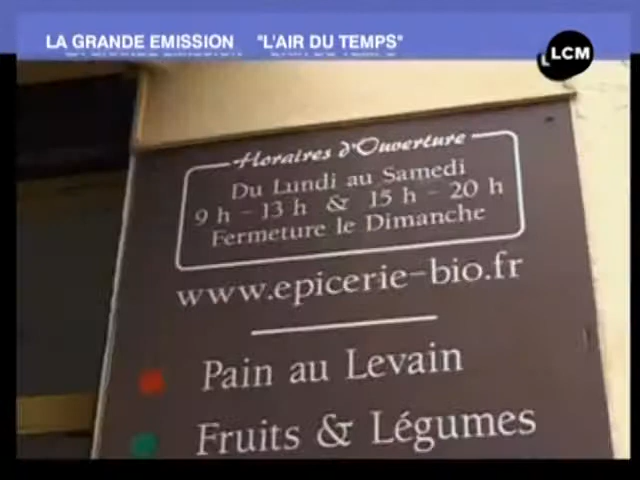 LA GRANDE EMISSION "L'AIR DU TEMPS"
LCM
Horaires d'Ouverture
Du Lundi au Samedi
9 h - 13 h & 15 h - 20 h
Fermeture le Dimanche
www.epicerie-bio.fr
Pain au Levain
Fruits & Légumes